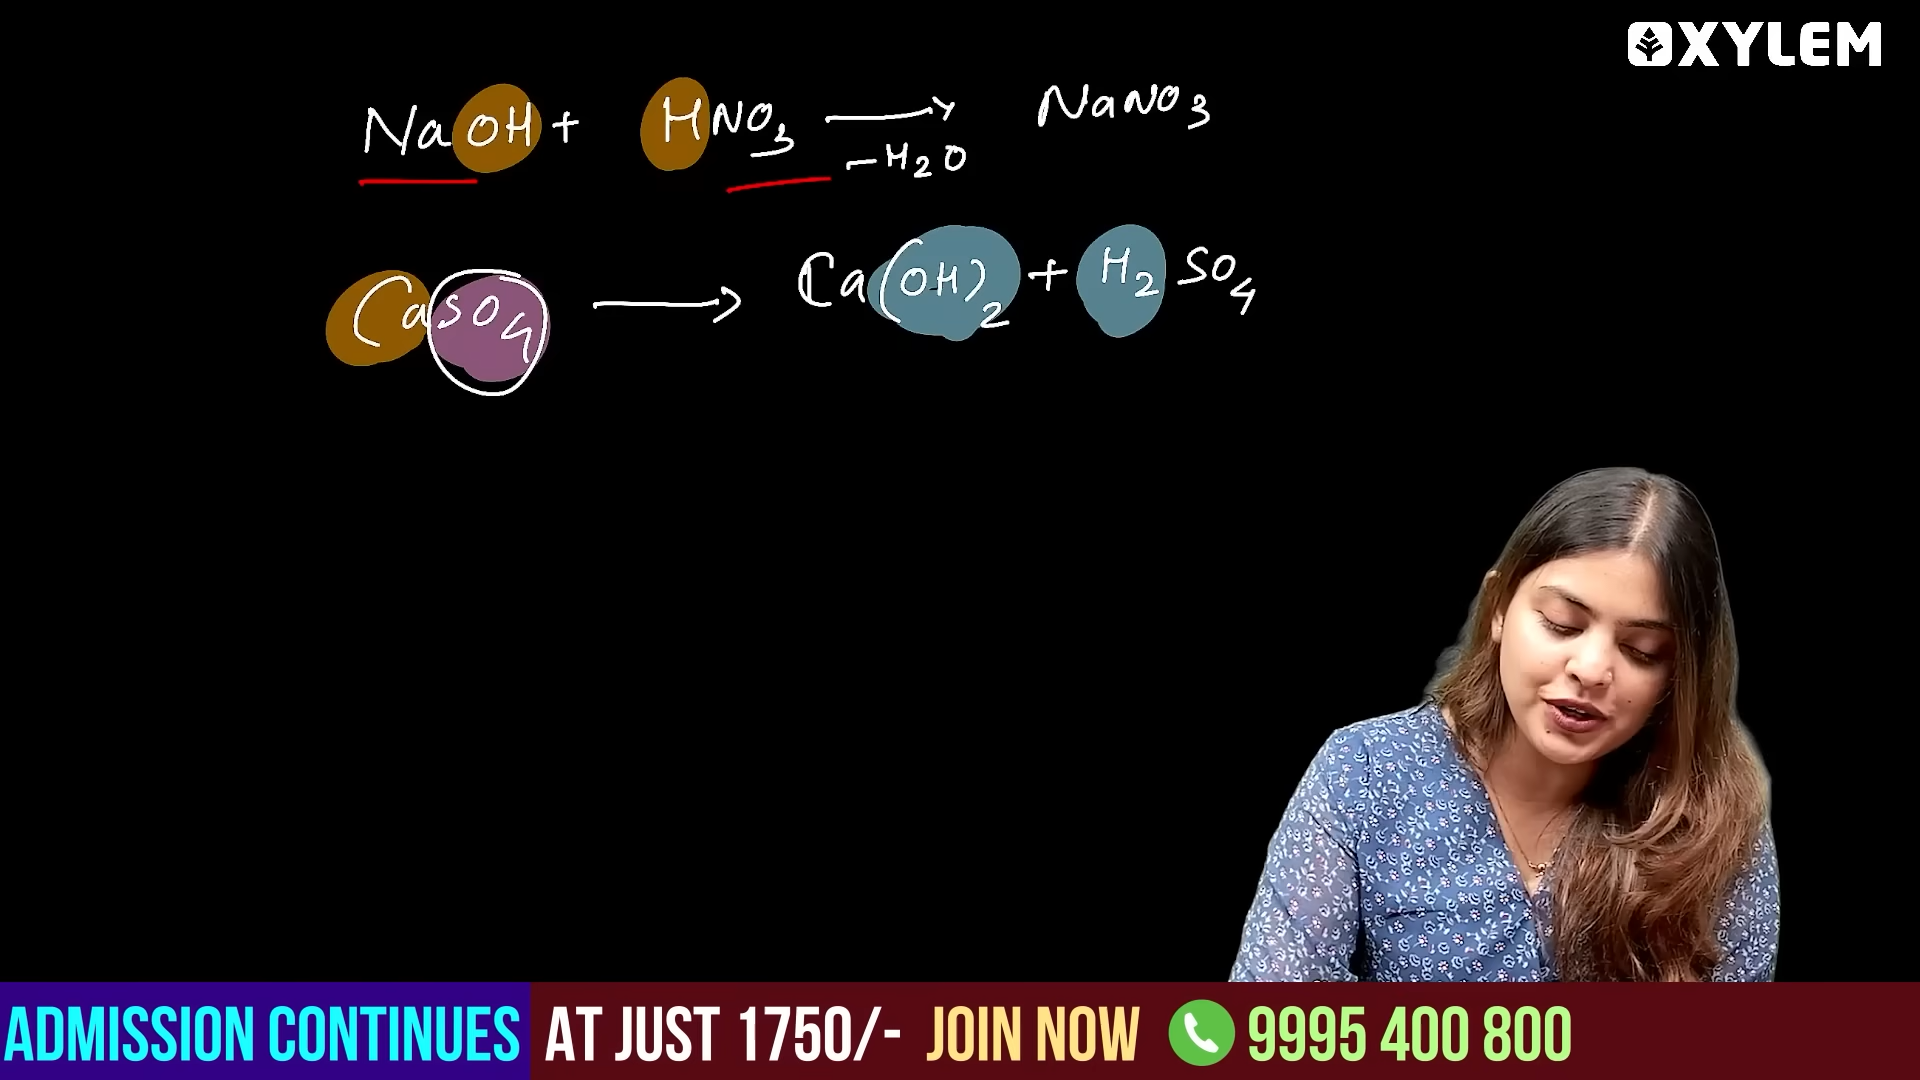 XYLEM
NaOH + HNO₃ → NaNO₃
-H₂O
CaSO₄ → Ca(OH)₂ + H₂SO₄
ADMISSION CONTINUES AT JUST 1750/- JOIN NOW 9995 400 800